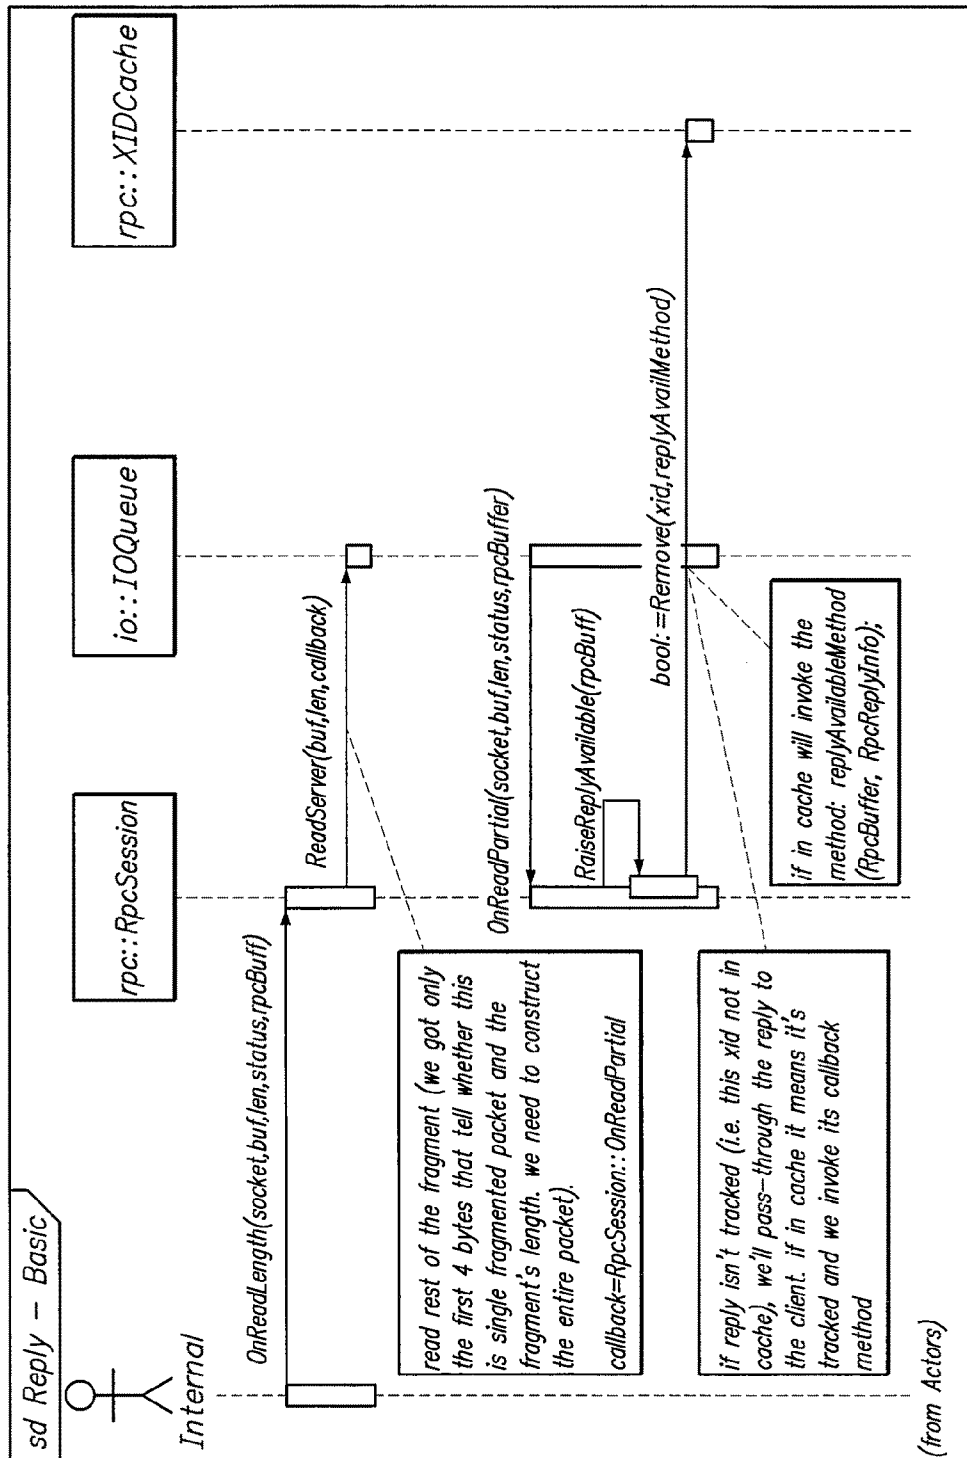 sd Reply – Basic
Internal
rpc::RpcSession
io::IOQueue
rpc::XIDCache
OnReadLength(socket,buf,len,status,rpcBuff)
ReadServer(buf,len,callback)
read rest of the fragment (we got only
the first 4 bytes that tell whether this
is single fragmented packet and the
fragment's length. we need to construct
the entire packet).
callback=RpcSession::OnReadPartial
OnReadPartial(socket,buf,len,status,rpcBuffer)
RaiseReplyAvailable(rpcBuff)
bool:=Remove(xid,replyAvailMethod)
if reply isn't tracked (i.e. this xid not in
cache), we'll pass–through the reply to
the client. if in cache it means it's
tracked and we invoke its callback
method
if in cache will invoke the
method: replyAvailableMethod
(RpcBuffer, RpcReplyInfo);
(from Actors)